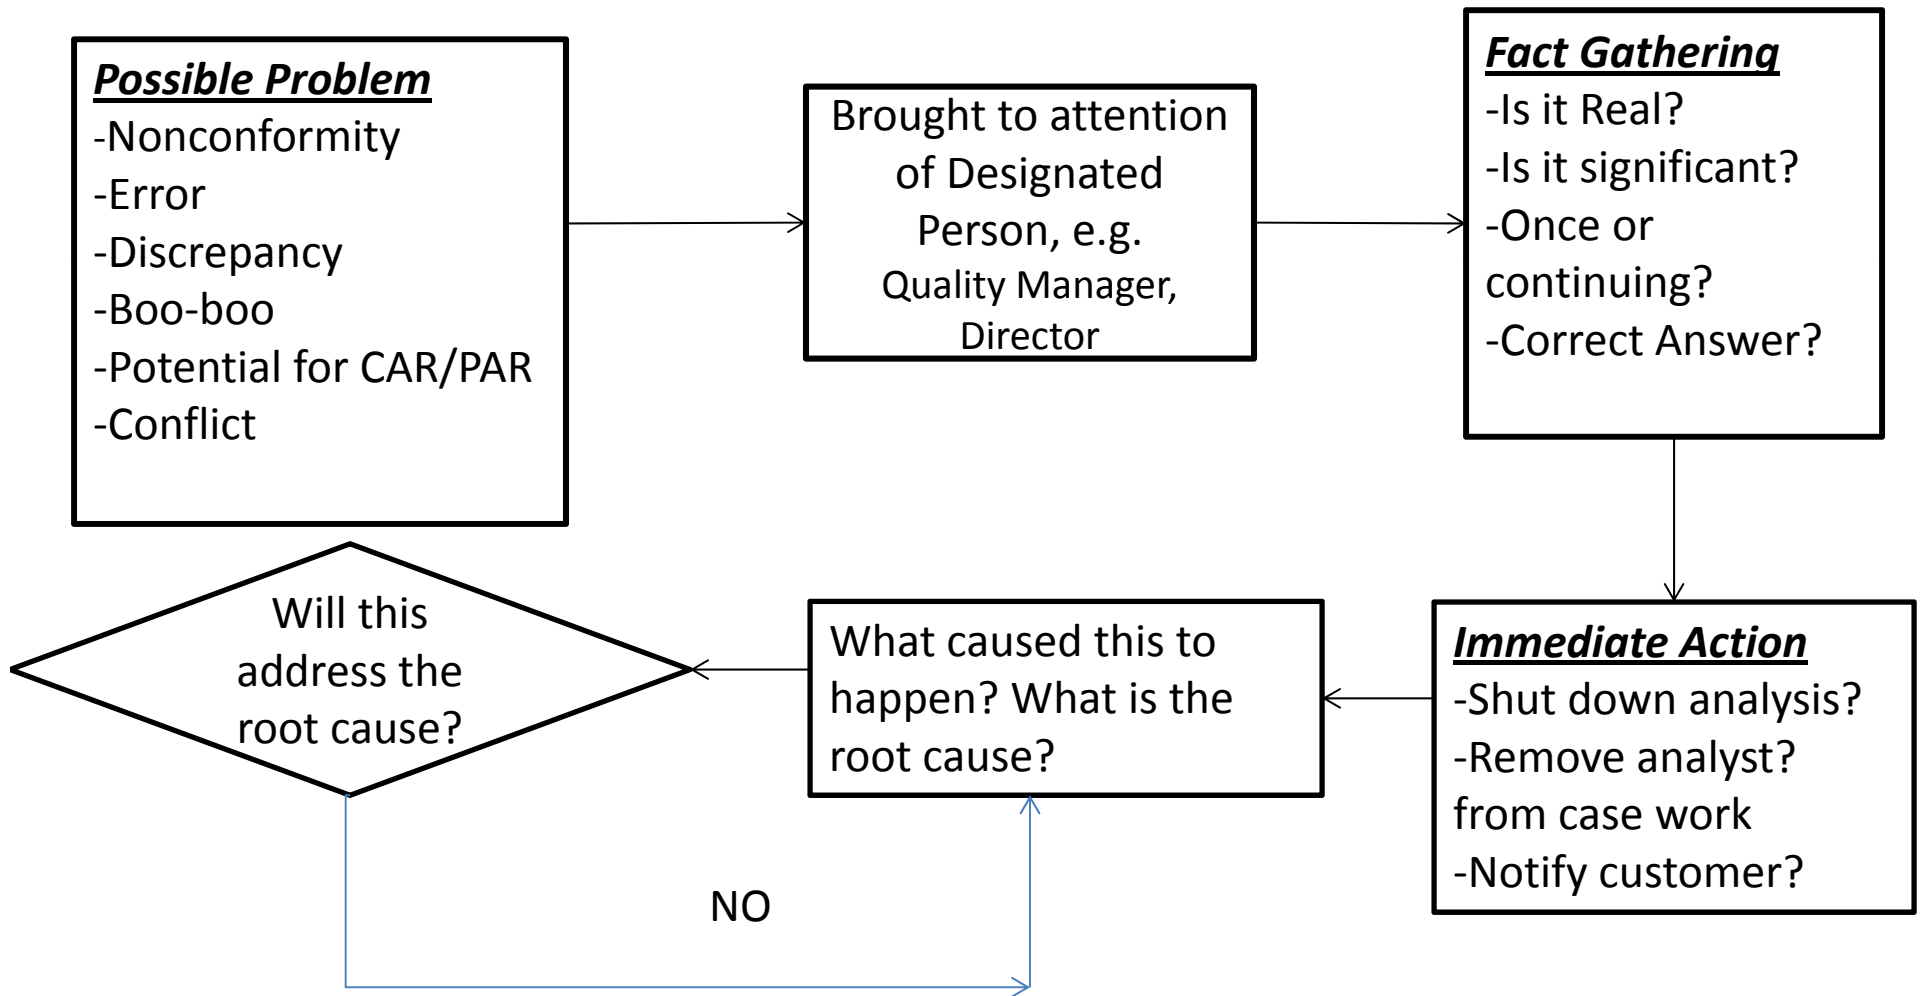 Possible Problem
-Nonconformity
-Error
-Discrepancy
-Boo-boo
-Potential for CAR/PAR
-Conflict
Brought to attention
of Designated
Person, e.g.
Quality Manager,
Director
Fact Gathering
-Is it Real?
-Is it significant?
-Once or
continuing?
-Correct Answer?
Will this
address the
root cause?
What caused this to
happen? What is the
root cause?
Immediate Action
-Shut down analysis?
-Remove analyst?
from case work
-Notify customer?
NO